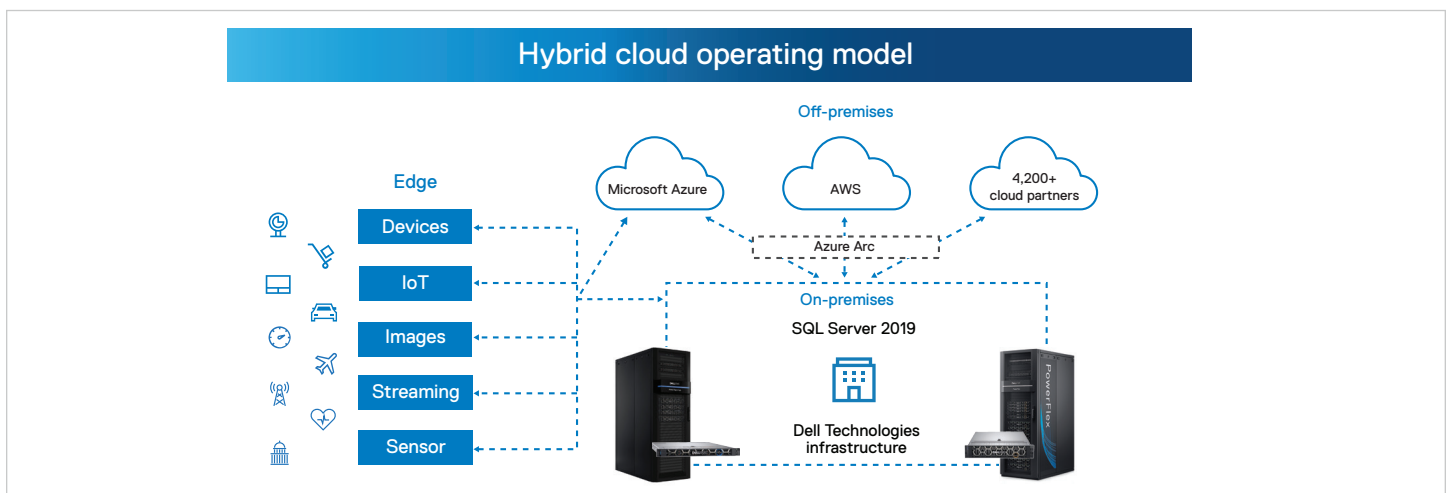 Hybrid cloud operating model
Off-premises
Edge
Microsoft Azure
AWS
4,200+
cloud partners
Devices
Azure Arc
IoT
On-premises
SQL Server 2019
Images
Streaming
PowerFlex
Dell Technologies
infrastructure
Sensor